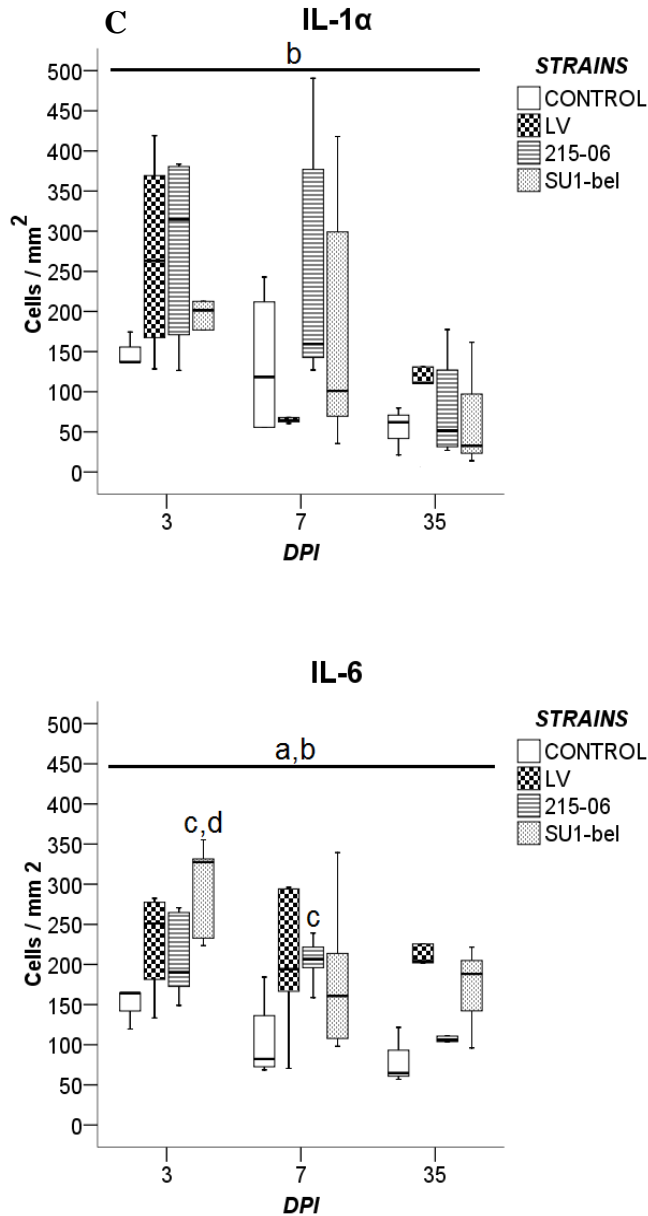 C
IL-1α
b
STRAINS
CONTROL
LV
215-06
SU1-bel
Cells / mm²
500
450
400
350
300
250
200
150
100
50
0
3 7 35
DPI
IL-6
a,b
STRAINS
CONTROL
LV
215-06
SU1-bel
c,d
c
Cells / mm 2
500
450
400
350
300
250
200
150
100
50
0
3 7 35
DPI